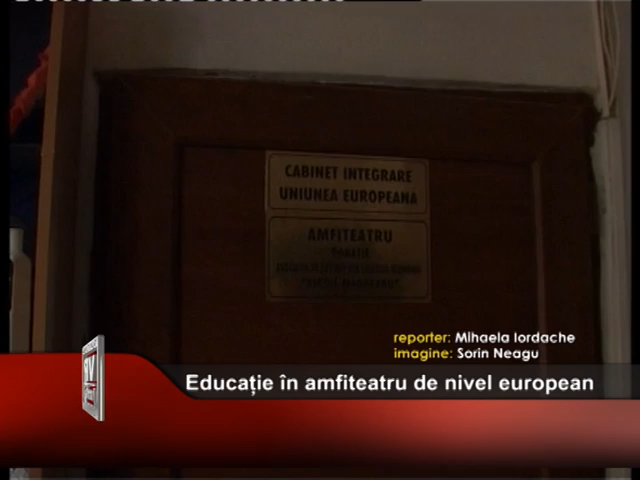 CABINET INTEGRARE
UNIUNEA EUROPEANA
AMFITEATRU
reporter: Mihaela Iordache
imagine: Sorin Neagu
Educație în amfiteatru de nivel european